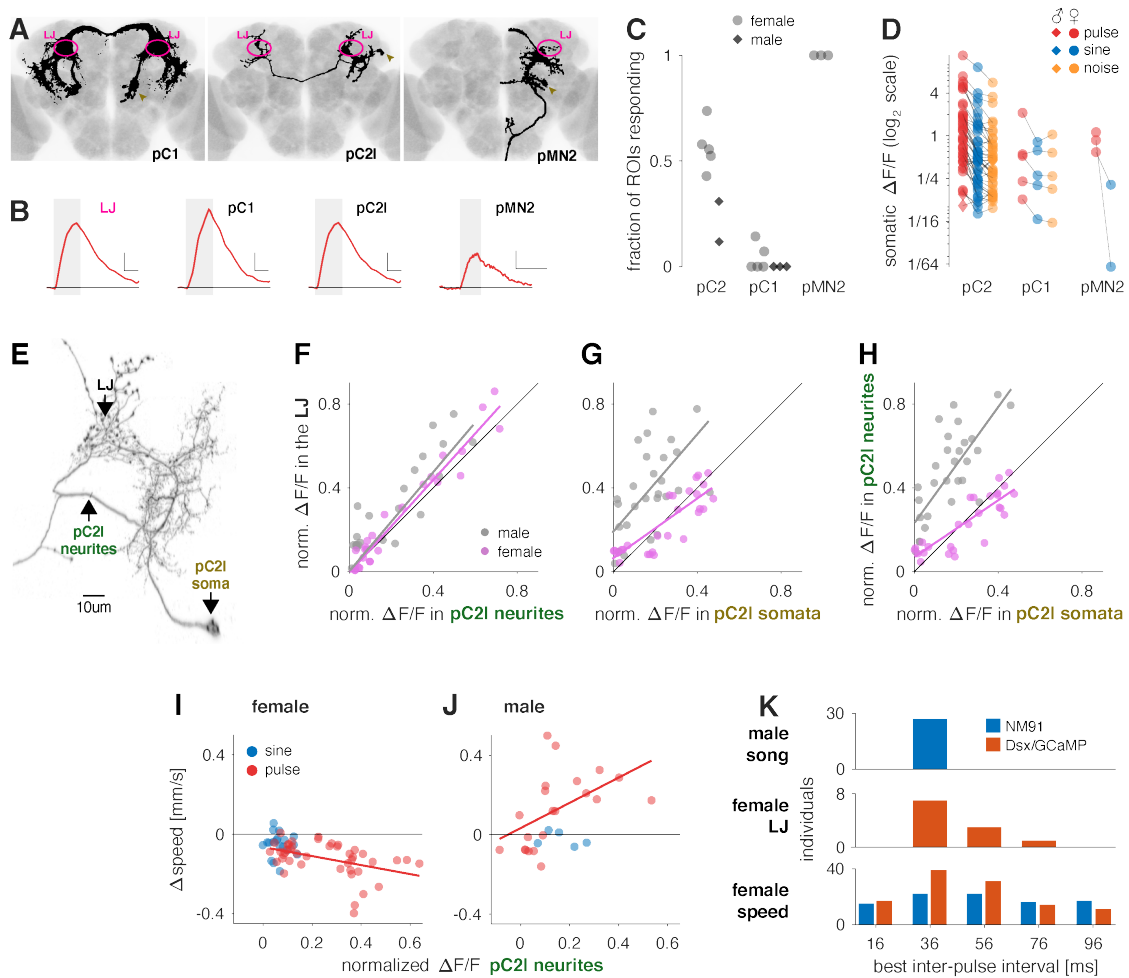 A
LJ
LJ
pC1
LJ
LJ
pC2l
LJ
pMN2
B
LJ
pC1
pC2l
pMN2
C
female
male
fraction of ROIs responding
1
0.5
0
pC2
pC1
pMN2
D
♂ ♀
pulse
sine
noise
somatic ΔF/F (log2 scale)
4
1
1/4
1/16
1/64
pC2
pC1
pMN2
E
LJ
pC2l
neurites
pC2l
soma
10um
F
norm. ΔF/F in the LJ
0.8
0.4
0
0
0.4
0.8
male
female
norm. ΔF/F in pC2l neurites
G
0.8
0.4
0
0
0.4
0.8
norm. ΔF/F in pC2l somata
H
norm. ΔF/F in pC2l neurites
0.8
0.4
0
0
0.4
0.8
norm. ΔF/F in pC2l somata
I
female
sine
pulse
Δspeed [mm/s]
0.4
0
-0.4
0
0.2
0.4
0.6
J
male
0.4
0
-0.4
0
0.2
0.4
0.6
normalized ΔF/F pC2l neurites
K
male
song
30
0
NM91
Dsx/GCaMP
female
LJ
8
0
individuals
female
speed
40
0
16
36
56
76
96
best inter-pulse interval [ms]